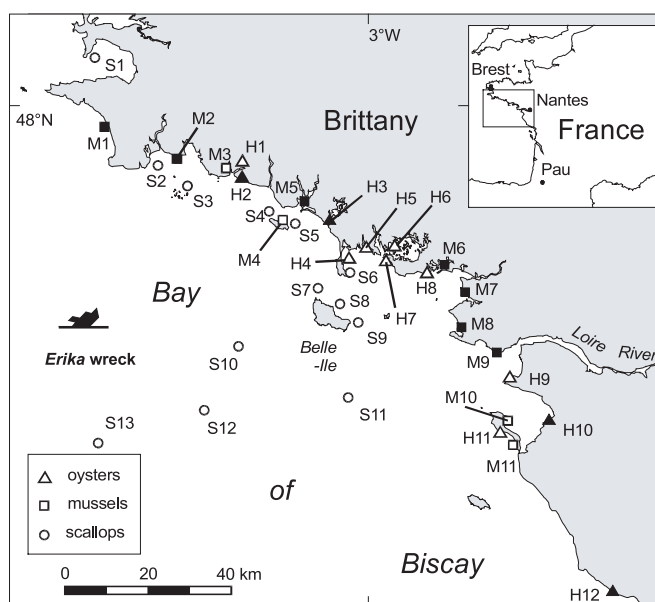 3°W
48°N
Brittany
Brest
Nantes
France
Pau
S1
M1
M2
M3
H1
H2
S2
S3
M5
H3
H5
H6
S4
S5
M4
H4
S6
H7
H8
M6
M7
M8
M9
S7
S8
S9
Bay
Erika wreck
Belle
-Ile
S10
Loire River
H9
M10
S11
H10
H11
M11
S12
S13
oysters
mussels
scallops
of
Biscay
0 20 40 km
H12